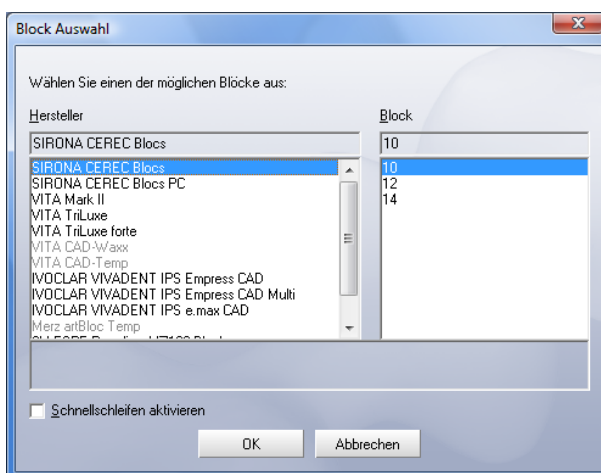 Block Auswahl
Wählen Sie einen der möglichen Blöcke aus:
Hersteller
Block
SIRONA CEREC Blocs
10
SIRONA CEREC Blocs
10
SIRONA CEREC Blocs PC
12
VITA Mark II
14
VITA TriLuxe
VITA TriLuxe forte
VITA CAD-Waxx
VITA CAD-Temp
IVOCLAR VIVADENT IPS Empress CAD
IVOCLAR VIVADENT IPS Empress CAD Multi
IVOCLAR VIVADENT IPS e.max CAD
Merz artBloc Temp
Schnellschleifen aktivieren
OK
Abbrechen